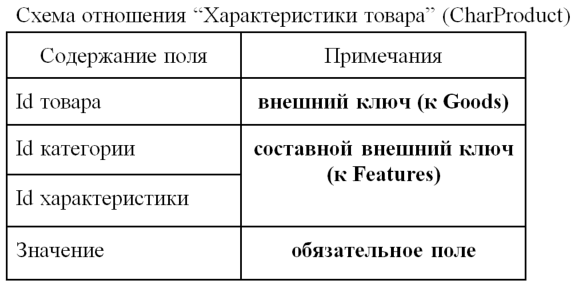 Схема отношения “Характеристики товара” (CharProduct)
Содержание поля Примечания
Id товара внешний ключ (к Goods)
Id категории составной внешний ключ
(к Features)
Id характеристики
Значение обязательное поле